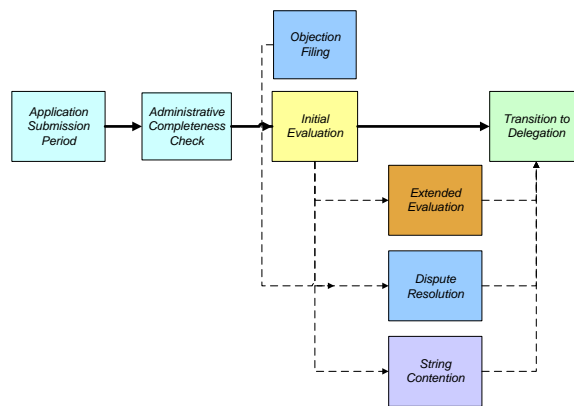 Objection
Filing
Application
Submission
Period
Administrative
Completeness
Check
Initial
Evaluation
Transition to
Delegation
Extended
Evaluation
Dispute
Resolution
String
Contention